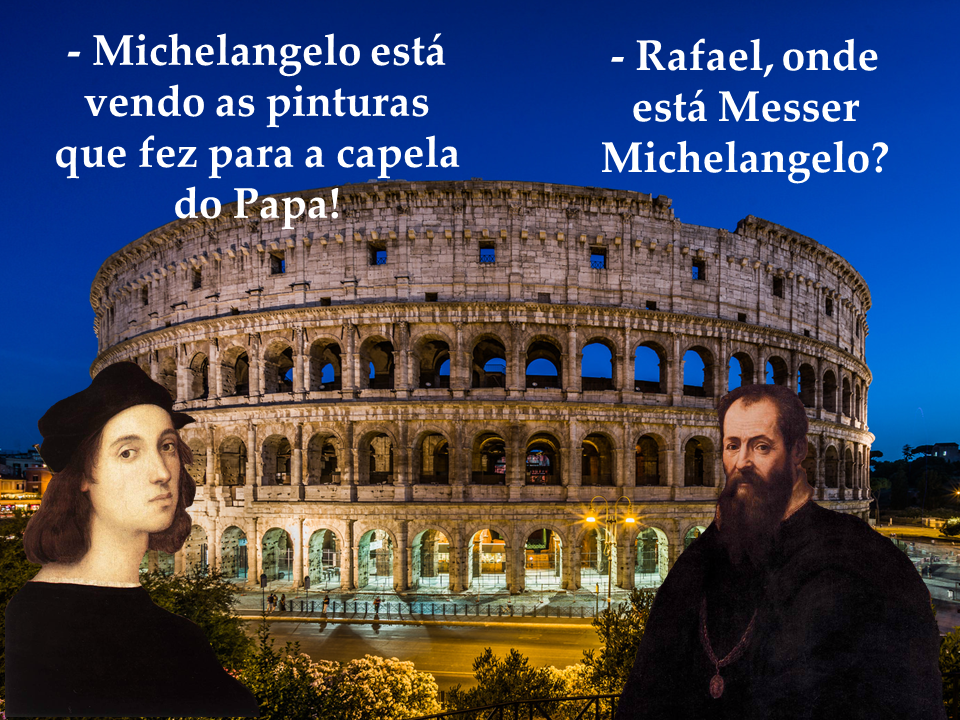 - Michelangelo está
vendo as pinturas
que fez para a capela
do Papa!
- Rafael, onde
está Messer
Michelangelo?